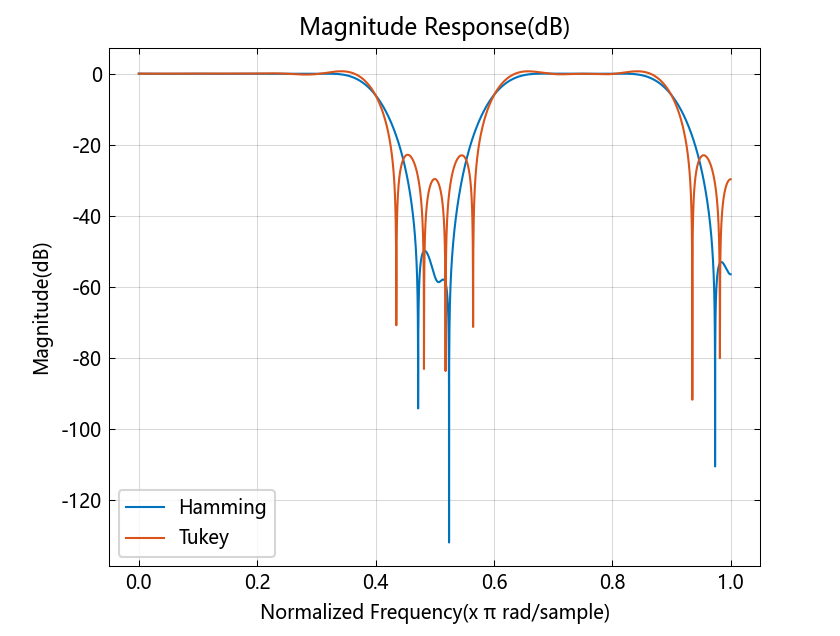 Magnitude Response(dB)
Magnitude(dB)
0
-20
-40
-60
-80
-100
-120
Hamming
Tukey
0.0
0.2
0.4
0.6
0.8
1.0
Normalized Frequency(x π rad/sample)